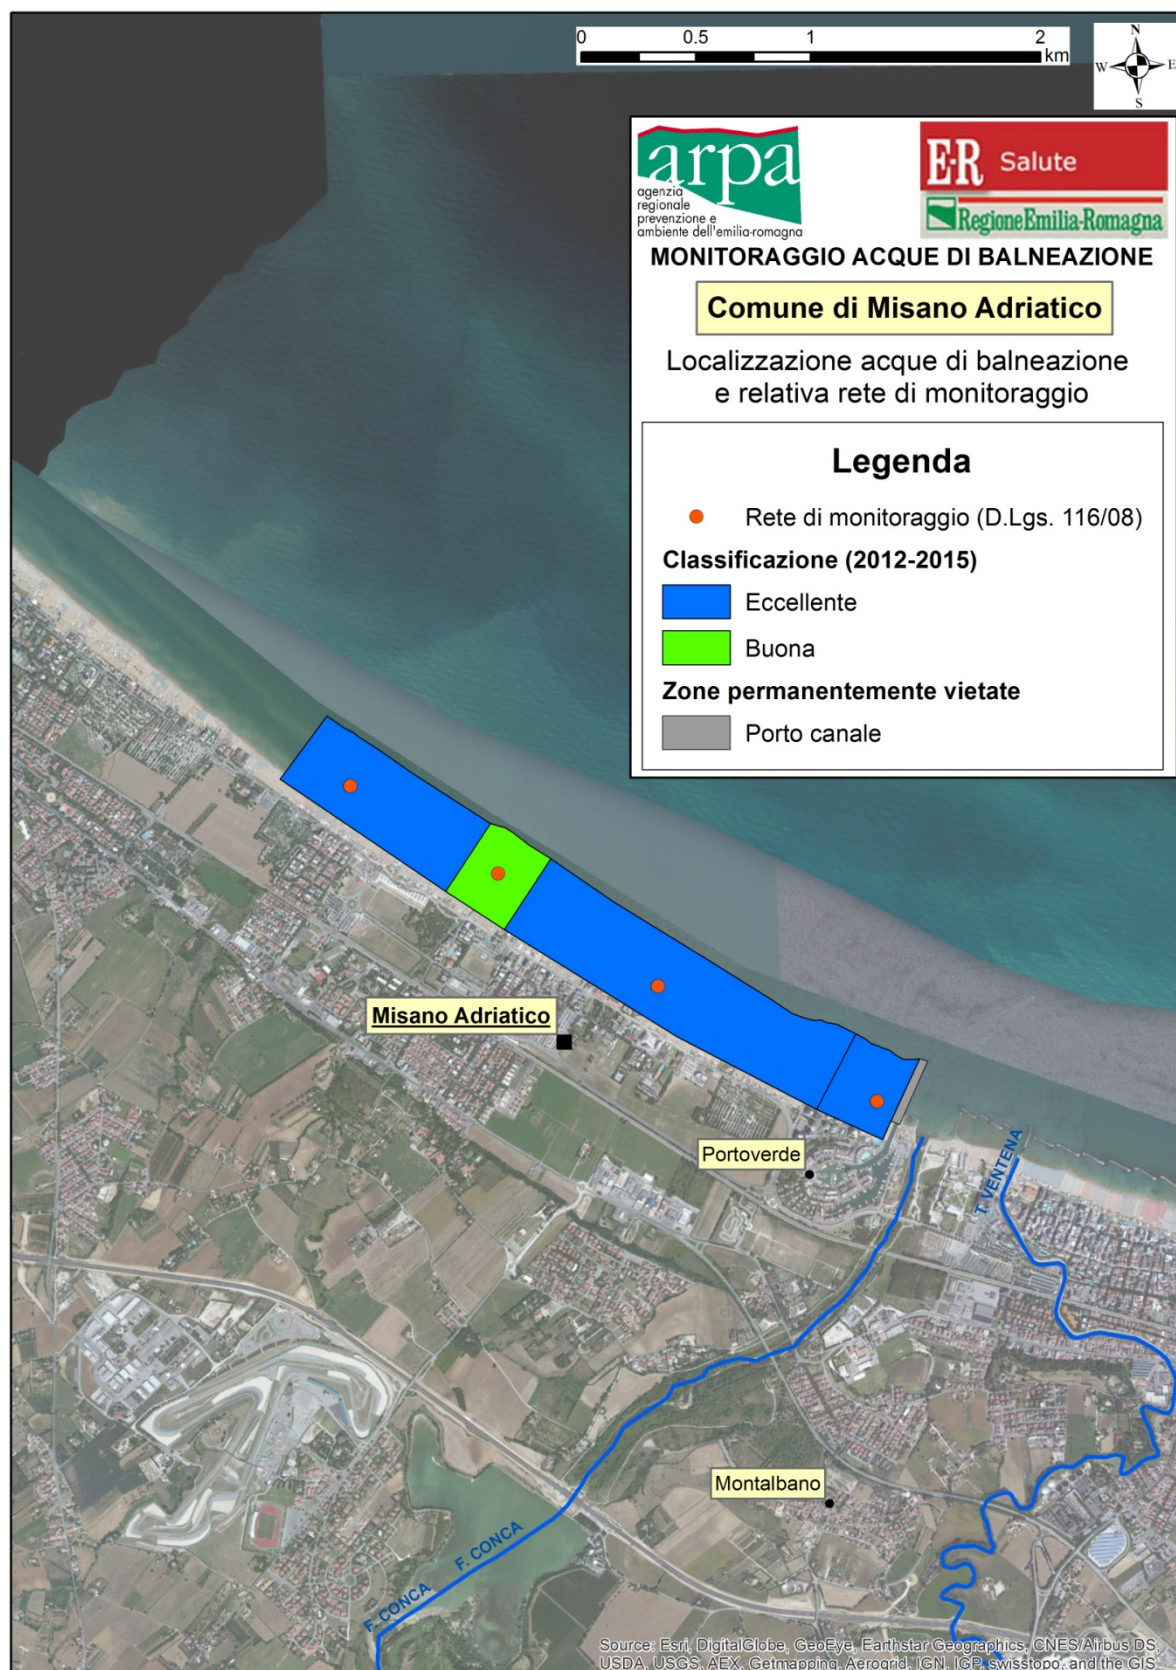 0 0.5 1 2
km
N
W E
S
arpa
agenzia
regionale
prevenzione e
ambiente dell'emilia-romagna
E-R Salute
RegioneEmilia-Romagna
MONITORAGGIO ACQUE DI BALNEAZIONE
Comune di Misano Adriatico
Localizzazione acque di balneazione
e relativa rete di monitoraggio
Legenda
Rete di monitoraggio (D.Lgs. 116/08)
Classificazione (2012-2015)
Eccellente
Buona
Zone permanentemente vietate
Porto canale
Misano Adriatico
Portoverde
T. VENTENA
Montalbano
F. CONCA
F. CONCA
Source: Esri, DigitalGlobe, GeoEye, Earthstar Geographics, CNES/Airbus DS,
USDA, USGS, AEX, Getmapping, Aerogrid, IGN, IGP, swisstopo, and the GIS